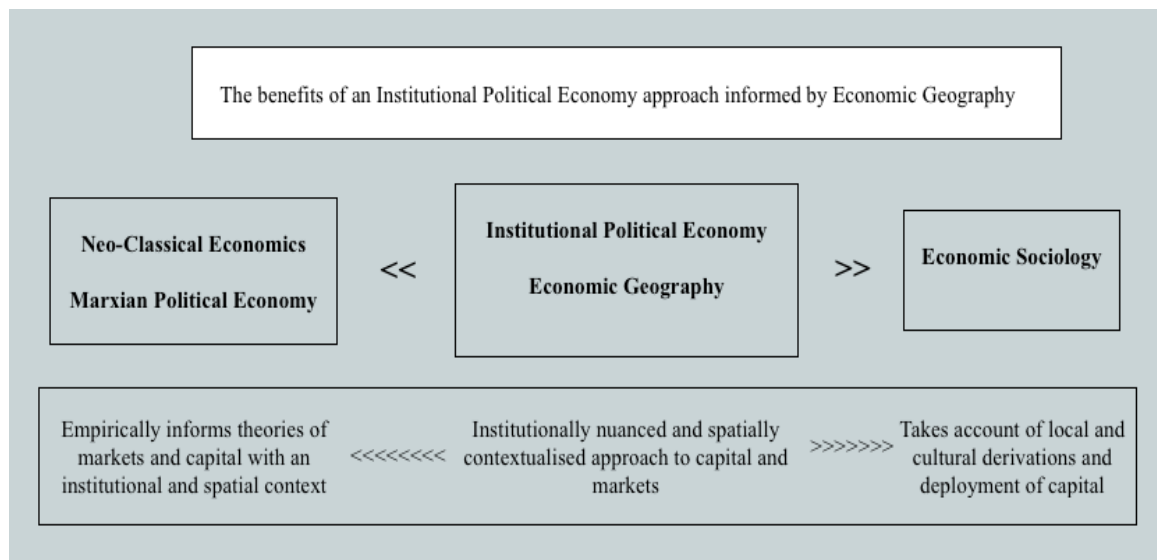 The benefits of an Institutional Political Economy approach informed by Economic Geography
Neo-Classical Economics
Marxian Political Economy
<<
Institutional Political Economy
Economic Geography
>>
Economic Sociology
Empirically informs theories of
markets and capital with an
institutional and spatial context
<<<<<<<<
Institutionally nuanced and spatially
contextualised approach to capital and
markets
>>>>>>>
Takes account of local and
cultural derivations and
deployment of capital